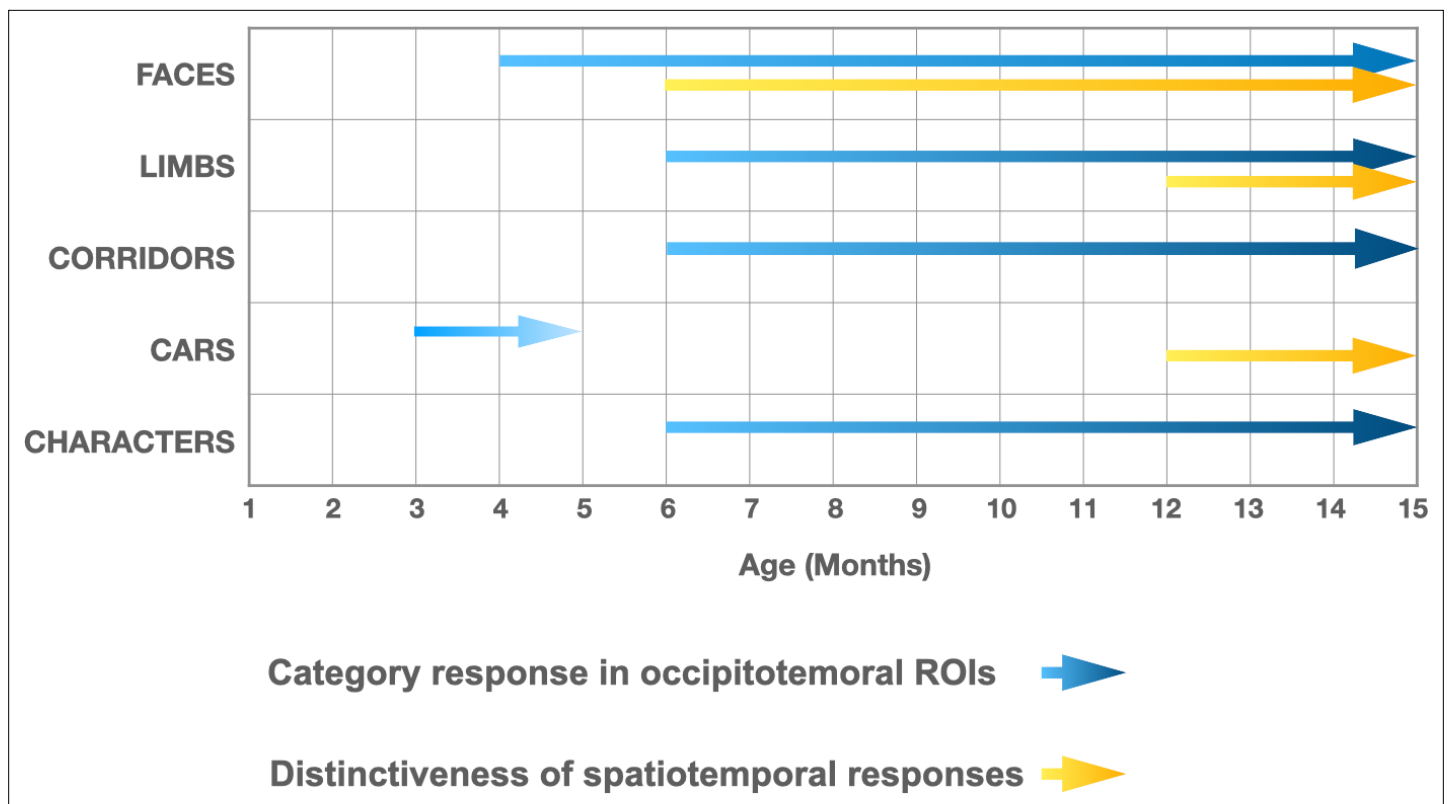 FACES
LIMBS
CORRIDORS
CARS
CHARACTERS
1 2 3 4 5 6 7 8 9 10 11 12 13 14 15
Age (Months)
Category response in occipitotemoral ROIs
Distinctiveness of spatiotemporal responses